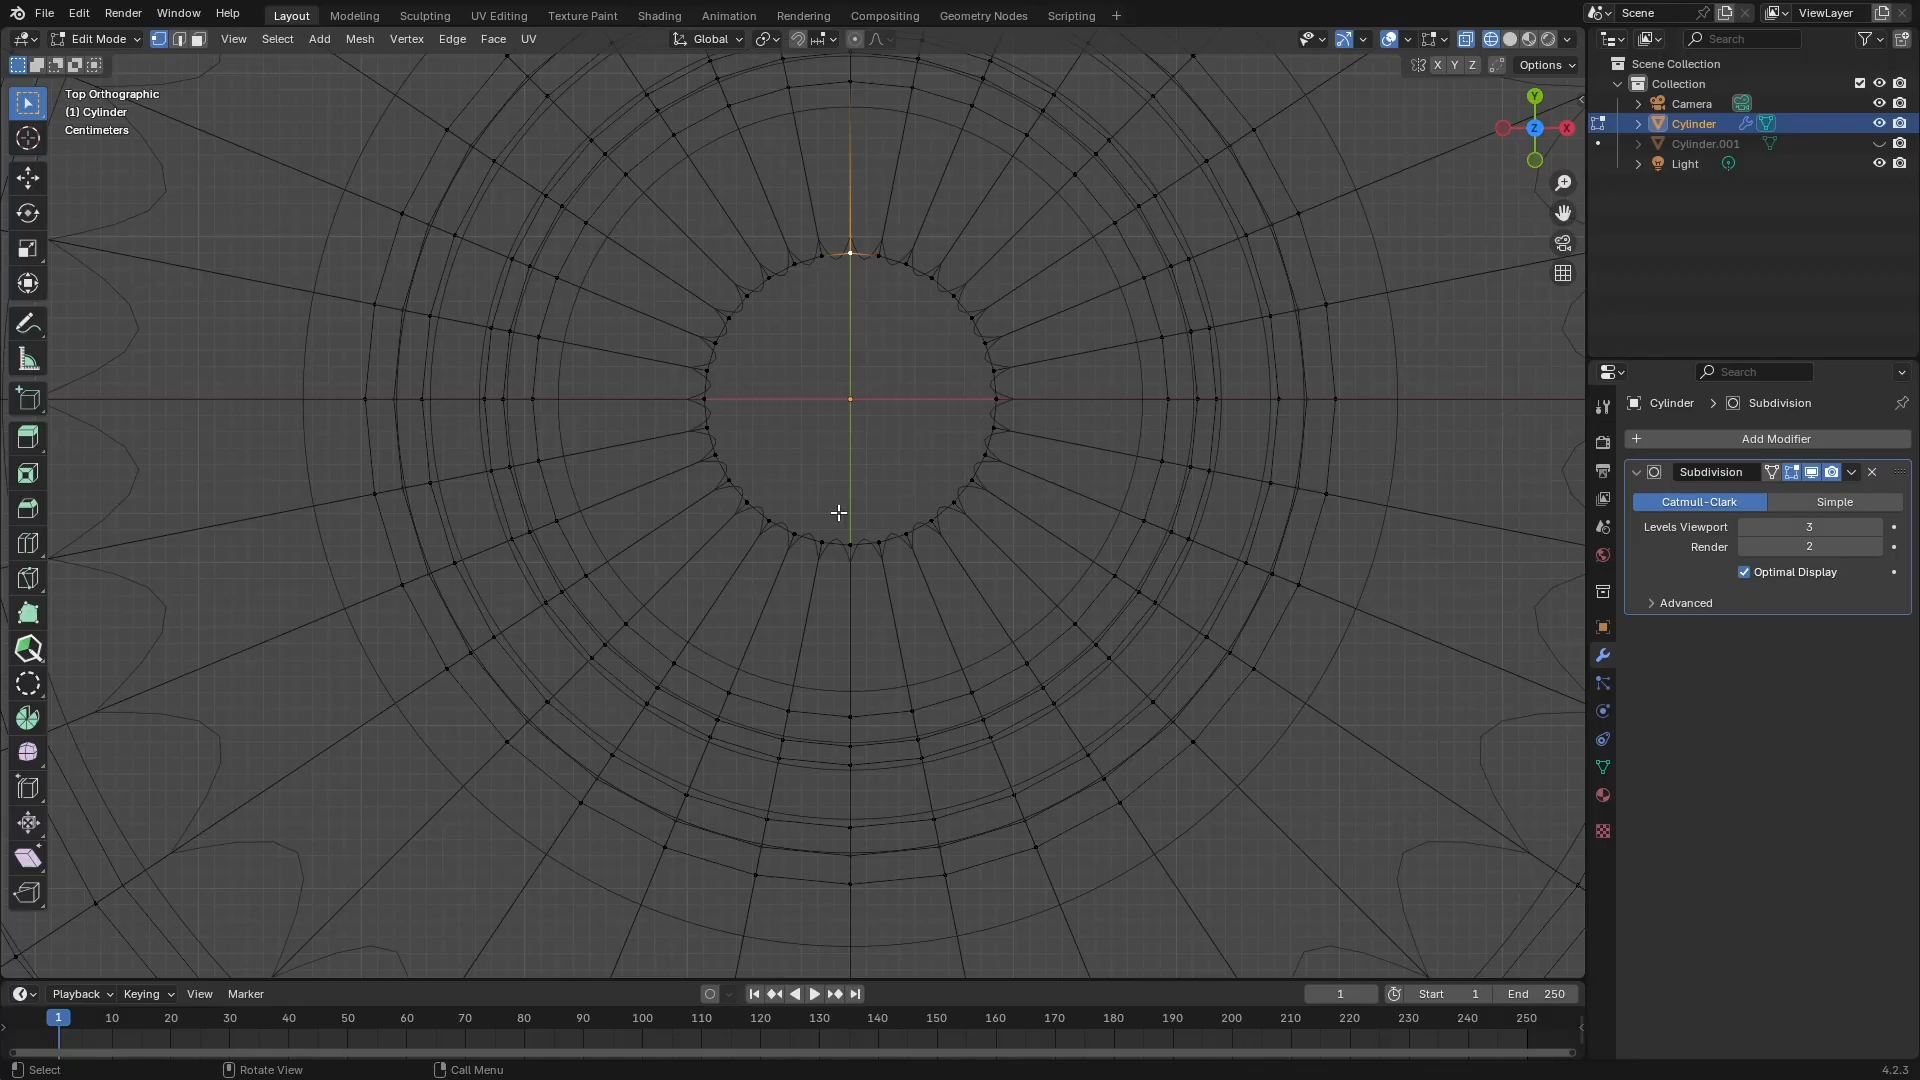 File Edit Render Window Help Layout Modeling Sculpting UV Editing Texture Paint Shading Animation Rendering Compositing Geometry Nodes Scripting + Scene ViewLayer
Edit Mode View Select Add Mesh Vertex Edge Face UV Global Search
X Y Z Options
Top Orthographic
(1) Cylinder
Centimeters
Y
Z X
Scene Collection
Collection
Camera
Cylinder
Cylinder.001
Light
Search
Cylinder > Subdivision
+ Add Modifier
Subdivision
Catmull-Clark Simple
Levels Viewport 3
Render 2
Optimal Display
Advanced
Playback Keying View Marker 1 Start 1 End 250
1 10 20 30 40 50 60 70 80 90 100 110 120 130 140 150 160 170 180 190 200 210 220 230 240 250
Select Rotate View Call Menu 4.2.3